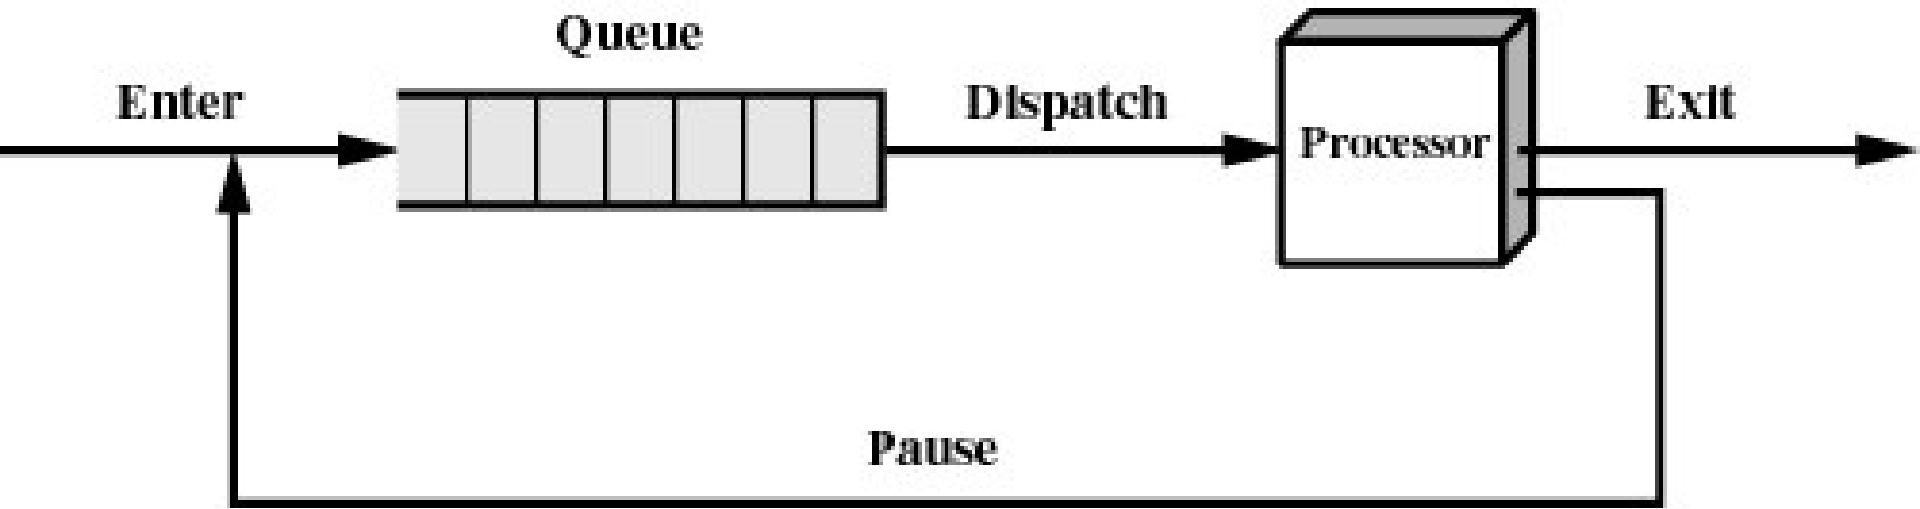 Queue
Enter
Dispatch
Processor
Exit
Pause